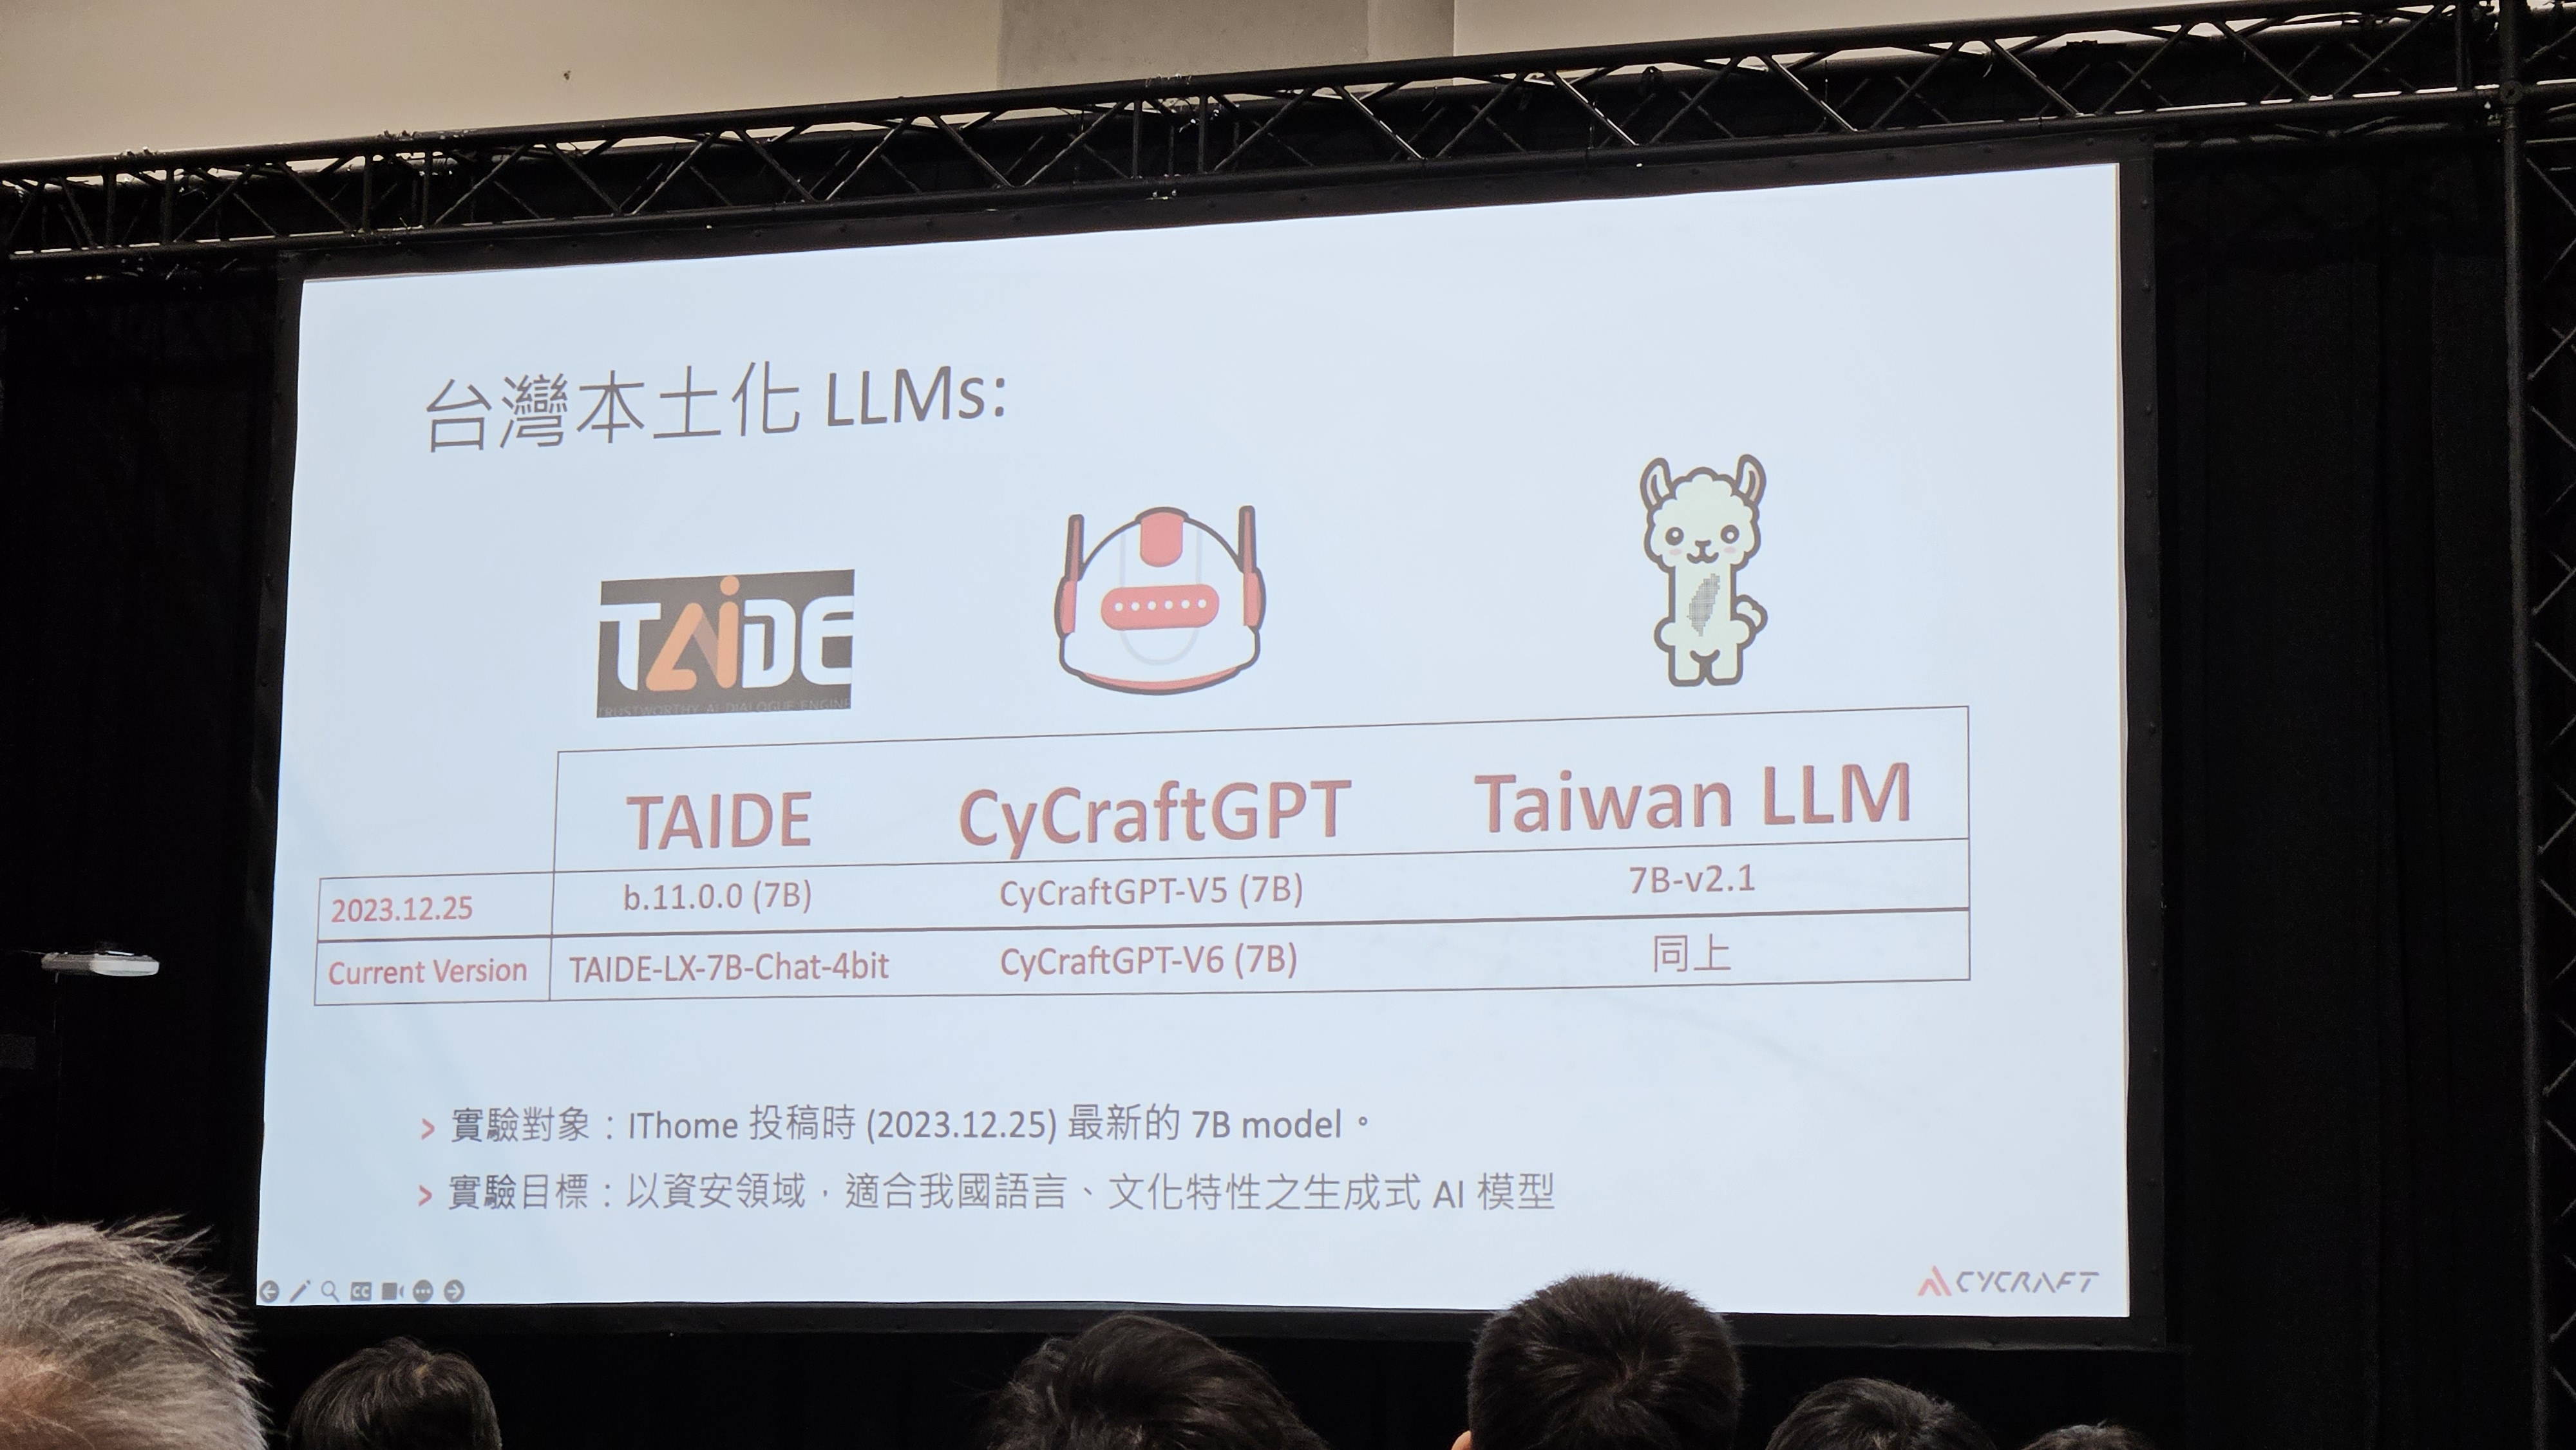 台灣本土化 LLMs:
TAIDE
TRUSTWORTHY AI DIALOGUE ENGINE
TAIDE CyCraftGPT Taiwan LLM
2023.12.25 b.11.0.0 (7B) CyCraftGPT-V5 (7B) 7B-v2.1
Current Version TAIDE-LX-7B-Chat-4bit CyCraftGPT-V6 (7B) 同上
› 實驗對象：IThome 投稿時 (2023.12.25) 最新的 7B model。
› 實驗目標：以資安領域，適合我國語言、文化特性之生成式 AI 模型
CC
CYCRAFT